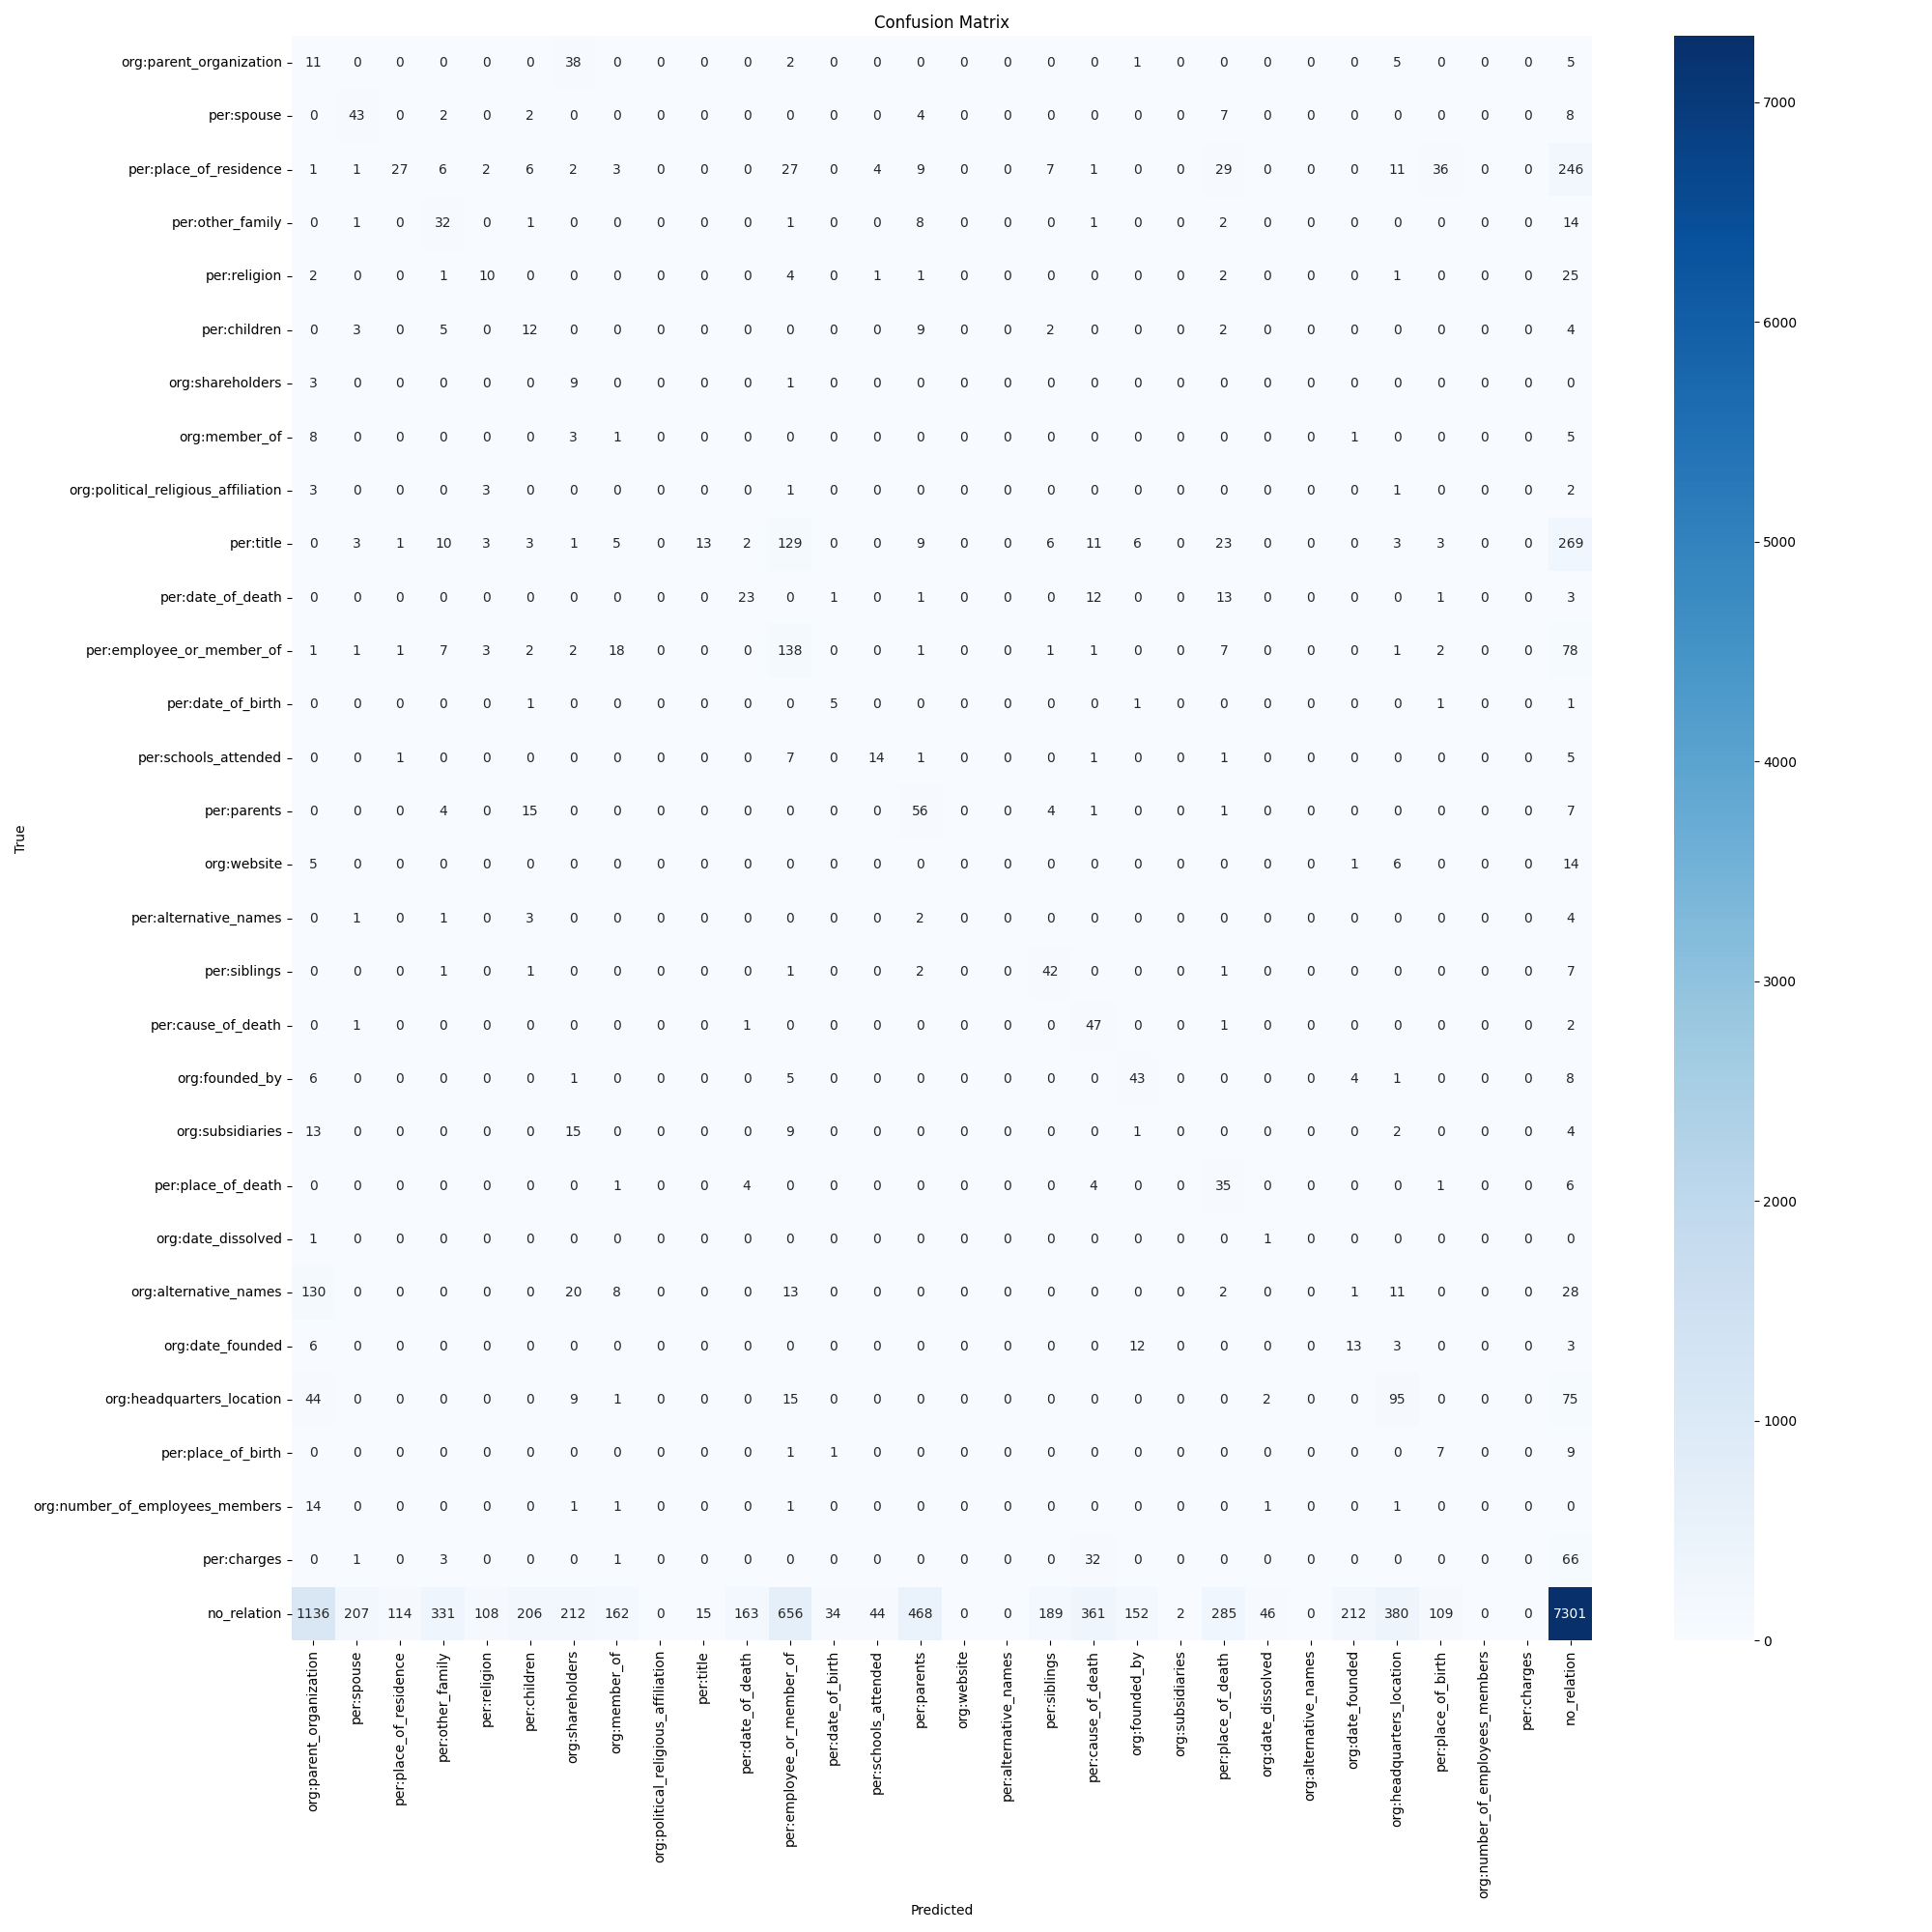 Confusion Matrix
org:parent_organization 11 0 0 0 0 0 38 0 0 0 0 2 0 0 0 0 0 0 0 1 0 0 0 0 0 5 0 0 0 5
per:spouse 0 43 0 2 0 2 0 0 0 0 0 0 0 0 4 0 0 0 0 0 0 7 0 0 0 0 0 0 0 8
per:place_of_residence 1 1 27 6 2 6 2 3 0 0 0 27 0 4 9 0 0 7 1 0 0 29 0 0 0 11 36 0 0 246
per:other_family 0 1 0 32 0 1 0 0 0 0 0 1 0 0 8 0 0 0 1 0 0 2 0 0 0 0 0 0 0 14
per:religion 2 0 0 1 10 0 0 0 0 0 0 4 0 1 1 0 0 0 0 0 0 2 0 0 0 1 0 0 0 25
per:children 0 3 0 5 0 12 0 0 0 0 0 0 0 0 9 0 0 2 0 0 0 2 0 0 0 0 0 0 0 4
org:shareholders 3 0 0 0 0 0 9 0 0 0 0 1 0 0 0 0 0 0 0 0 0 0 0 0 0 0 0 0 0 0
org:member_of 8 0 0 0 0 0 3 1 0 0 0 0 0 0 0 0 0 0 0 0 0 0 0 0 1 0 0 0 0 5
org:political_religious_affiliation 3 0 0 0 3 0 0 0 0 0 0 1 0 0 0 0 0 0 0 0 0 0 0 0 0 1 0 0 0 2
per:title 0 3 1 10 3 3 1 5 0 13 2 129 0 0 9 0 0 6 11 6 0 23 0 0 0 3 3 0 0 269
per:date_of_death 0 0 0 0 0 0 0 0 0 0 23 0 1 0 1 0 0 0 12 0 0 13 0 0 0 0 1 0 0 3
per:employee_or_member_of 1 1 1 7 3 2 2 18 0 0 0 138 0 0 1 0 0 1 1 0 0 7 0 0 0 1 2 0 0 78
per:date_of_birth 0 0 0 0 0 1 0 0 0 0 0 0 5 0 0 0 0 0 0 1 0 0 0 0 0 0 1 0 0 1
per:schools_attended 0 0 1 0 0 0 0 0 0 0 0 7 0 14 1 0 0 0 1 0 0 1 0 0 0 0 0 0 0 5
per:parents 0 0 0 4 0 15 0 0 0 0 0 0 0 0 56 0 0 4 1 0 0 1 0 0 0 0 0 0 0 7
org:website 5 0 0 0 0 0 0 0 0 0 0 0 0 0 0 0 0 0 0 0 0 0 0 0 1 6 0 0 0 14
per:alternative_names 0 1 0 1 0 3 0 0 0 0 0 0 0 0 2 0 0 0 0 0 0 0 0 0 0 0 0 0 0 4
per:siblings 0 0 0 1 0 1 0 0 0 0 0 1 0 0 2 0 0 42 0 0 0 1 0 0 0 0 0 0 0 7
per:cause_of_death 0 1 0 0 0 0 0 0 0 0 1 0 0 0 0 0 0 0 47 0 0 1 0 0 0 0 0 0 0 2
org:founded_by 6 0 0 0 0 0 1 0 0 0 0 5 0 0 0 0 0 0 0 43 0 0 0 0 4 1 0 0 0 8
org:subsidiaries 13 0 0 0 0 0 15 0 0 0 0 9 0 0 0 0 0 0 0 1 0 0 0 0 0 2 0 0 0 4
per:place_of_death 0 0 0 0 0 0 0 1 0 0 4 0 0 0 0 0 0 0 4 0 0 35 0 0 0 0 1 0 0 6
org:date_dissolved 1 0 0 0 0 0 0 0 0 0 0 0 0 0 0 0 0 0 0 0 0 0 1 0 0 0 0 0 0 0
org:alternative_names 130 0 0 0 0 0 20 8 0 0 0 13 0 0 0 0 0 0 0 0 0 2 0 0 1 11 0 0 0 28
org:date_founded 6 0 0 0 0 0 0 0 0 0 0 0 0 0 0 0 0 0 0 12 0 0 0 0 13 3 0 0 0 3
org:headquarters_location 44 0 0 0 0 0 9 1 0 0 0 15 0 0 0 0 0 0 0 0 0 0 2 0 0 95 0 0 0 75
per:place_of_birth 0 0 0 0 0 0 0 0 0 0 0 1 1 0 0 0 0 0 0 0 0 0 0 0 0 0 7 0 0 9
org:number_of_employees_members 14 0 0 0 0 0 1 1 0 0 0 1 0 0 0 0 0 0 0 0 0 0 1 0 0 1 0 0 0 0
per:charges 0 1 0 3 0 0 0 1 0 0 0 0 0 0 0 0 0 0 32 0 0 0 0 0 0 0 0 0 0 66
no_relation 1136 207 114 331 108 206 212 162 0 15 163 656 34 44 468 0 0 189 361 152 2 285 46 0 212 380 109 0 0 7301
True
org:parent_organization
per:spouse
per:place_of_residence
per:other_family
per:religion
per:children
org:shareholders
org:member_of
org:political_religious_affiliation
per:title
per:date_of_death
per:employee_or_member_of
per:date_of_birth
per:schools_attended
per:parents
org:website
per:alternative_names
per:siblings
per:cause_of_death
org:founded_by
org:subsidiaries
per:place_of_death
org:date_dissolved
org:alternative_names
org:date_founded
org:headquarters_location
per:place_of_birth
org:number_of_employees_members
per:charges
no_relation
Predicted
7000
6000
5000
4000
3000
2000
1000
0